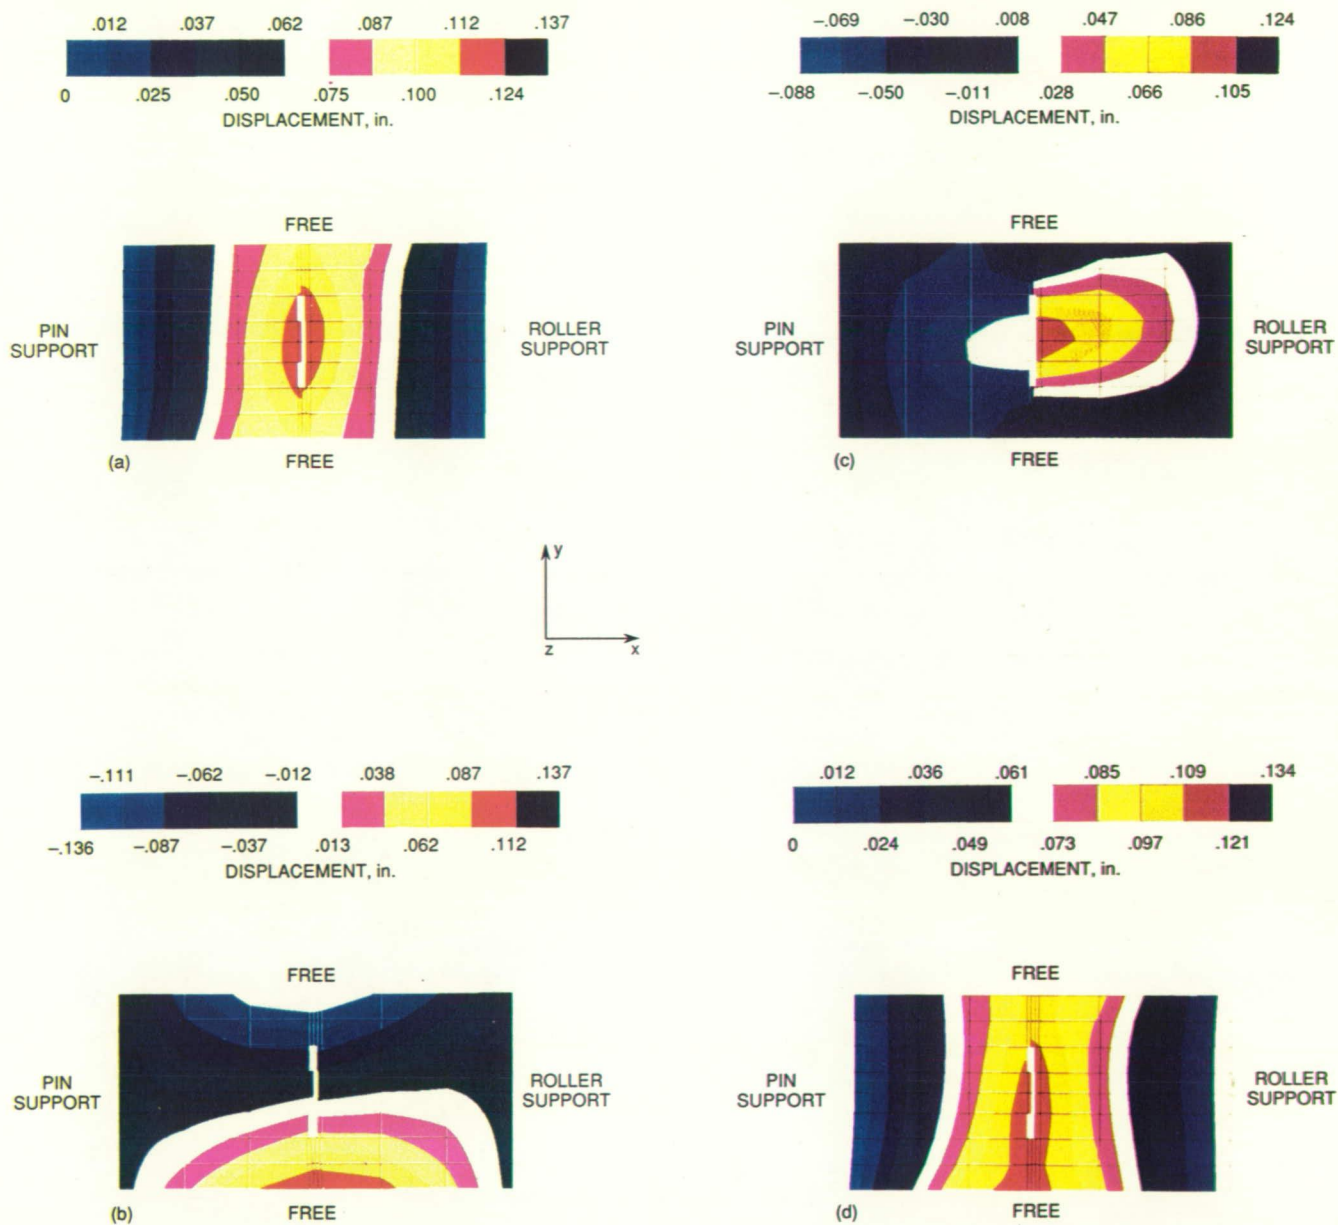 .012 .037 .062 .087 .112 .137
0 .025 .050 .075 .100 .124
DISPLACEMENT, in.
FREE
PIN
SUPPORT
ROLLER
SUPPORT
(a)
FREE
−.069 −.030 .008 .047 .086 .124
−.088 −.050 −.011 .028 .066 .105
DISPLACEMENT, in.
FREE
PIN
SUPPORT
ROLLER
SUPPORT
(c)
FREE
y
z x
−.111 −.062 −.012 .038 .087 .137
−.136 −.087 −.037 .013 .062 .112
DISPLACEMENT, in.
FREE
PIN
SUPPORT
ROLLER
SUPPORT
(b)
FREE
.012 .036 .061 .085 .109 .134
0 .024 .049 .073 .097 .121
DISPLACEMENT, in.
FREE
PIN
SUPPORT
ROLLER
SUPPORT
(d)
FREE